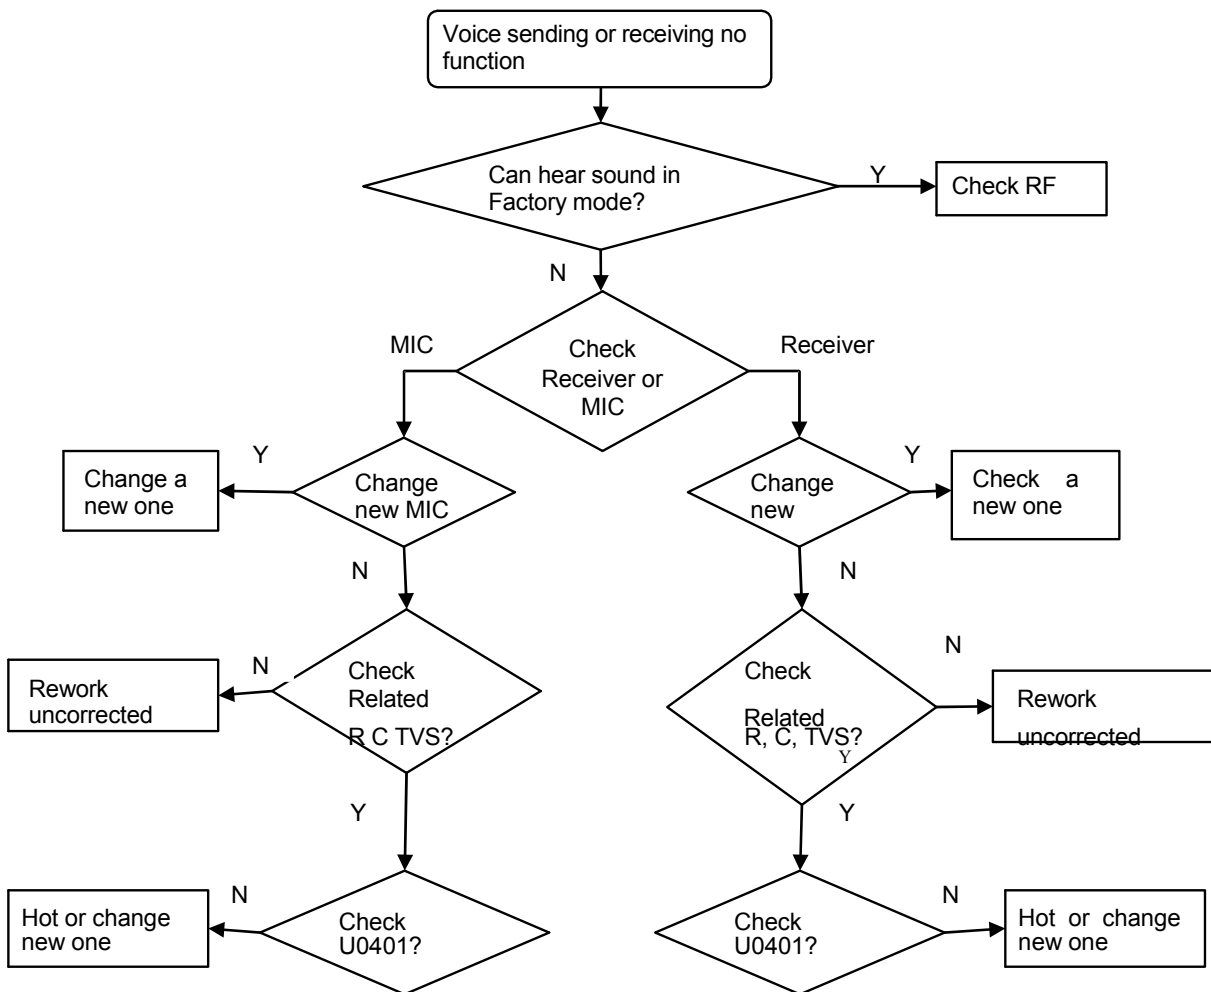 Voice sending or receiving no
function
Can hear sound in
Factory mode?
Y
Check RF
N
MIC
Receiver
Check
Receiver or
MIC
Y
Change a
new one
Change
new MIC
Change
new
Y
Check a
new one
N
N
N
Rework
uncorrected
Check
Related
R C TVS?
Check
Related
R, C, TVS?
Y
N
Rework
uncorrected
Y
Y
N
Hot or change
new one
Check
U0401?
Check
U0401?
N
Hot or change
new one